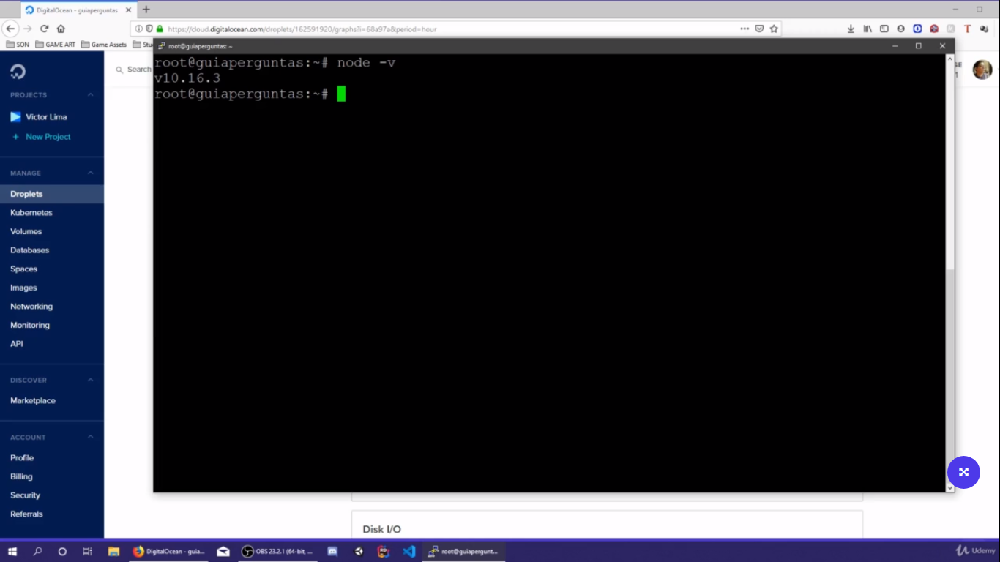 DigitalOcean - guiaperguntas
https://cloud.digitalocean.com/droplets/162591920/graphs?i=68a97a&period=hour
SON
GAME ART
Game Assets
root@guiaperguntas: ~
root@guiaperguntas:~# node -v
v10.16.3
root@guiaperguntas:~#
Search
PROJECTS
Victor Lima
+ New Project
MANAGE
Droplets
Kubernetes
Volumes
Databases
Spaces
Images
Networking
Monitoring
API
DISCOVER
Marketplace
ACCOUNT
Profile
Billing
Security
Referrals
Disk I/O
DigitalOcean - guia...
OBS 23.2.1 (64-bit, ...
root@guiapergunt...
Udemy